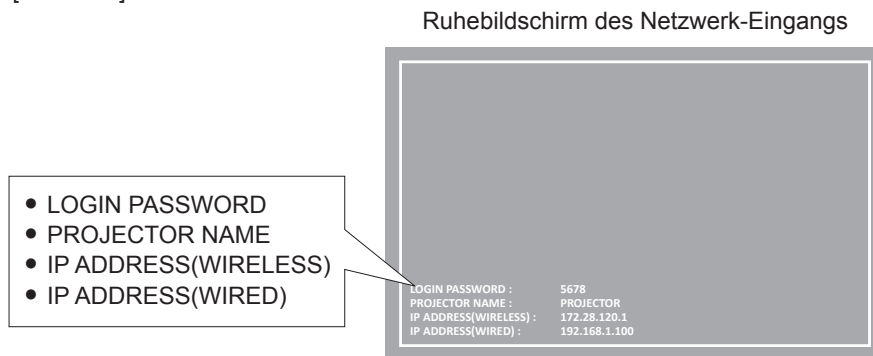 Ruhebildschirm des Netzwerk-Eingangs
• LOGIN PASSWORD
• PROJECTOR NAME
• IP ADDRESS(WIRELESS)
• IP ADDRESS(WIRED)
LOGIN PASSWORD : 5678
PROJECTOR NAME : PROJECTOR
IP ADDRESS(WIRELESS) : 172.28.120.1
IP ADDRESS(WIRED) : 192.168.1.100